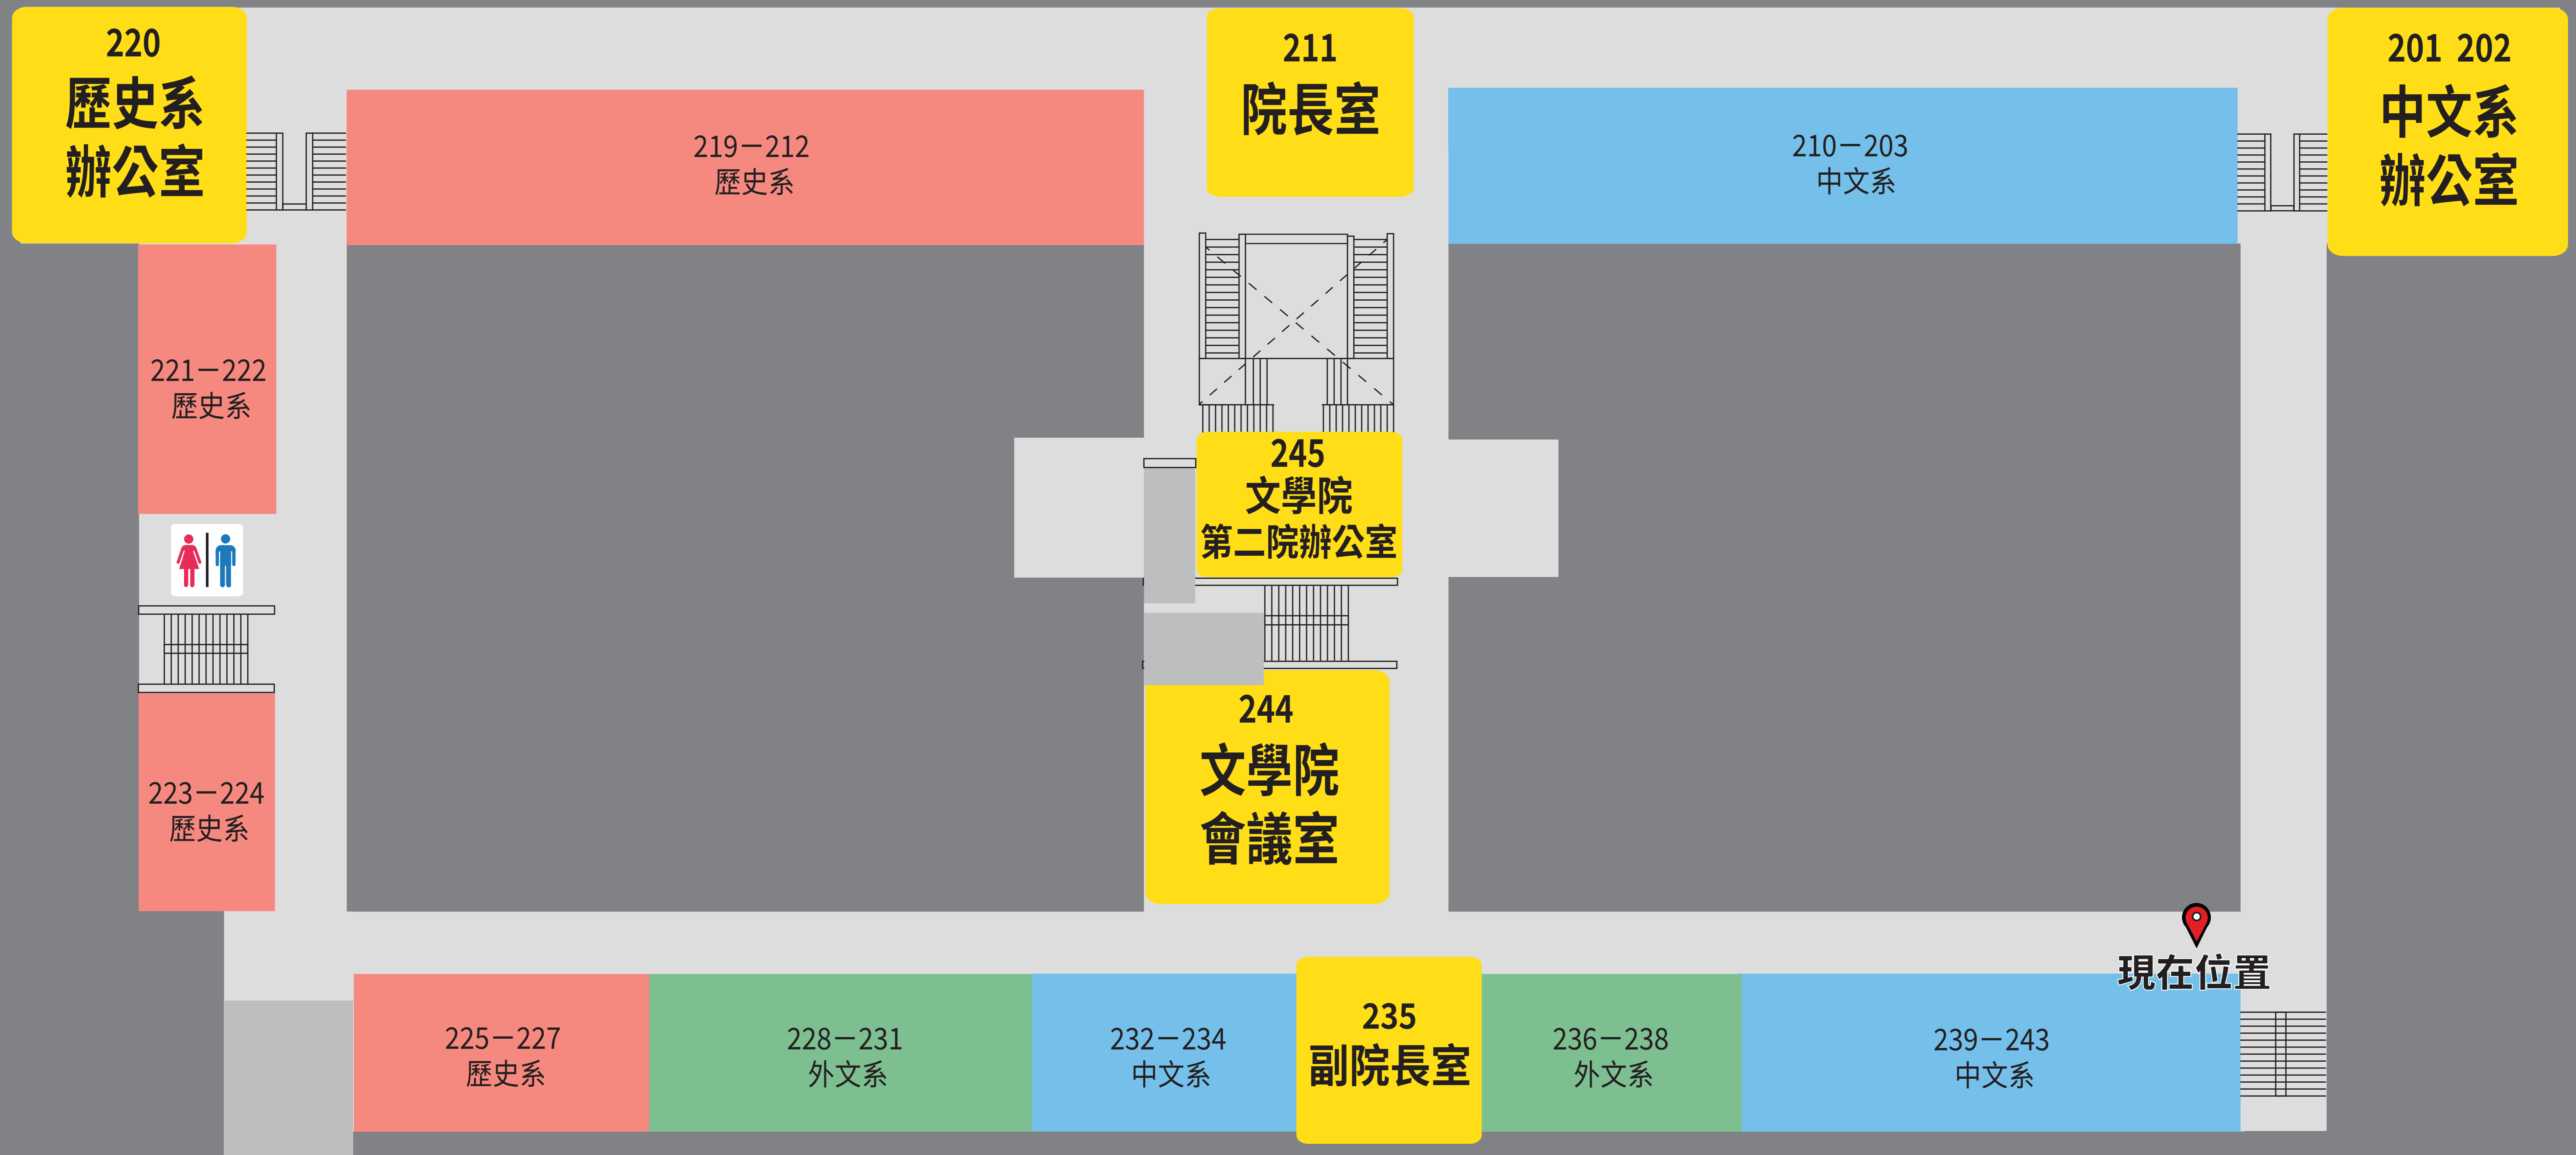 220
歷史系
辦公室
211
院長室
201 202
中文系
辦公室
219－212
歷史系
210－203
中文系
221－222
歷史系
245
文學院
第二院辦公室
244
文學院
會議室
223－224
歷史系
現在位置
225－227
歷史系
228－231
外文系
232－234
中文系
235
副院長室
236－238
外文系
239－243
中文系